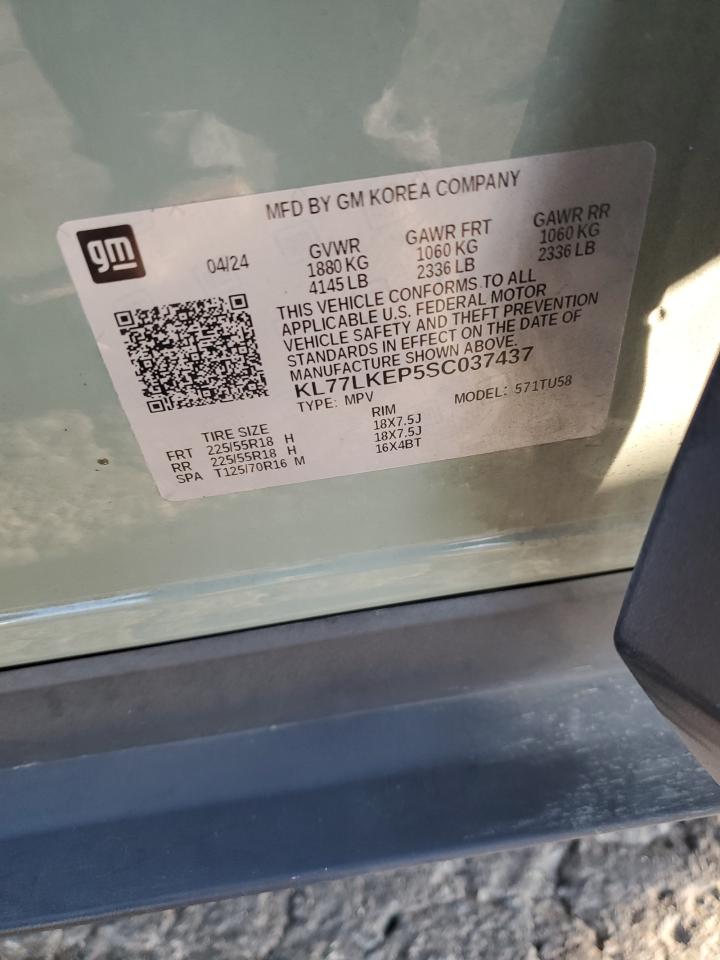 MFD BY GM KOREA COMPANY
gm
04/24
GVWR
1880 KG
4145 LB
GAWR FRT
1060 KG
2336 LB
GAWR RR
1060 KG
2336 LB
THIS VEHICLE CONFORMS TO ALL
APPLICABLE U.S. FEDERAL MOTOR
VEHICLE SAFETY AND THEFT PREVENTION
STANDARDS IN EFFECT ON THE DATE OF
MANUFACTURE SHOWN ABOVE.
KL77LKEP5SC037437
TYPE: MPV MODEL: 571TU58
TIRE SIZE RIM
FRT 225/55R18 H 18X7.5J
RR 225/55R18 H 18X7.5J
SPA T125/70R16 M 16X4BT